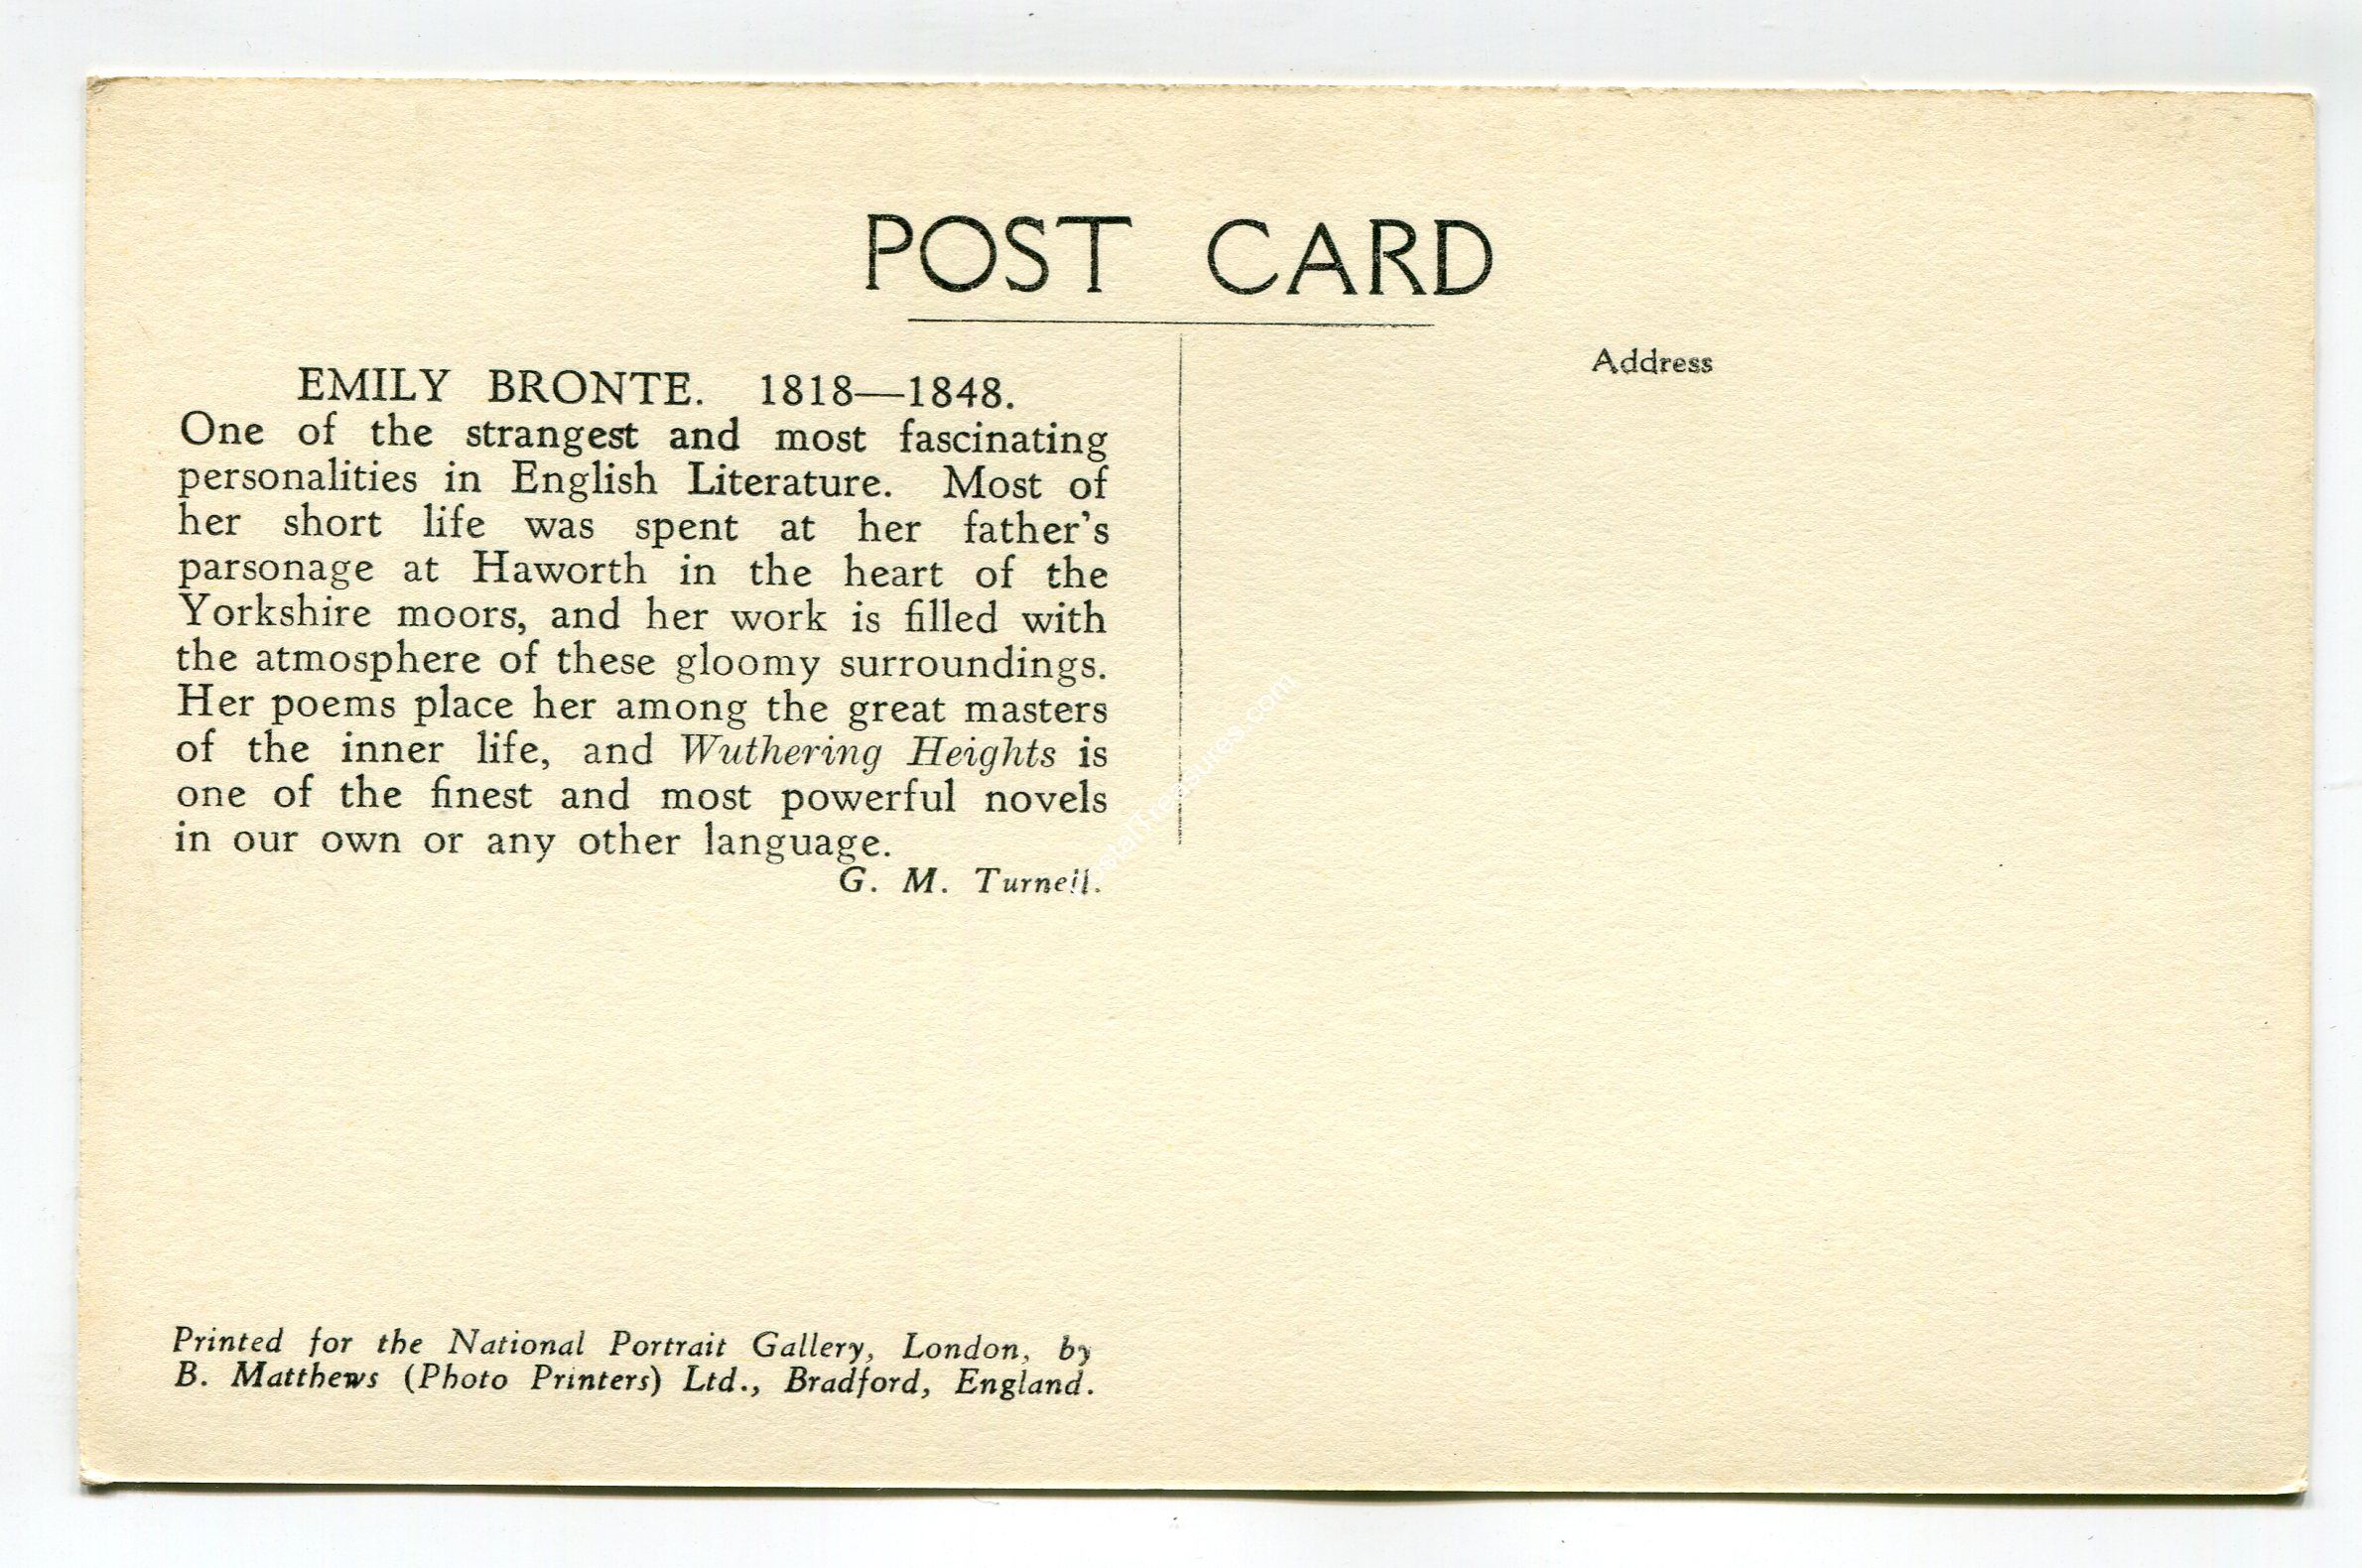 POST CARD
EMILY BRONTE. 1818—1848.
One of the strangest and most fascinating
personalities in English Literature. Most of
her short life was spent at her father's
parsonage at Haworth in the heart of the
Yorkshire moors, and her work is filled with
the atmosphere of these gloomy surroundings.
Her poems place her among the great masters
of the inner life, and Wuthering Heights is
one of the finest and most powerful novels
in our own or any other language.
G. M. Turnell.
Printed for the National Portrait Gallery, London, by
B. Matthews (Photo Printers) Ltd., Bradford, England.
Address
PostalTreasures.com